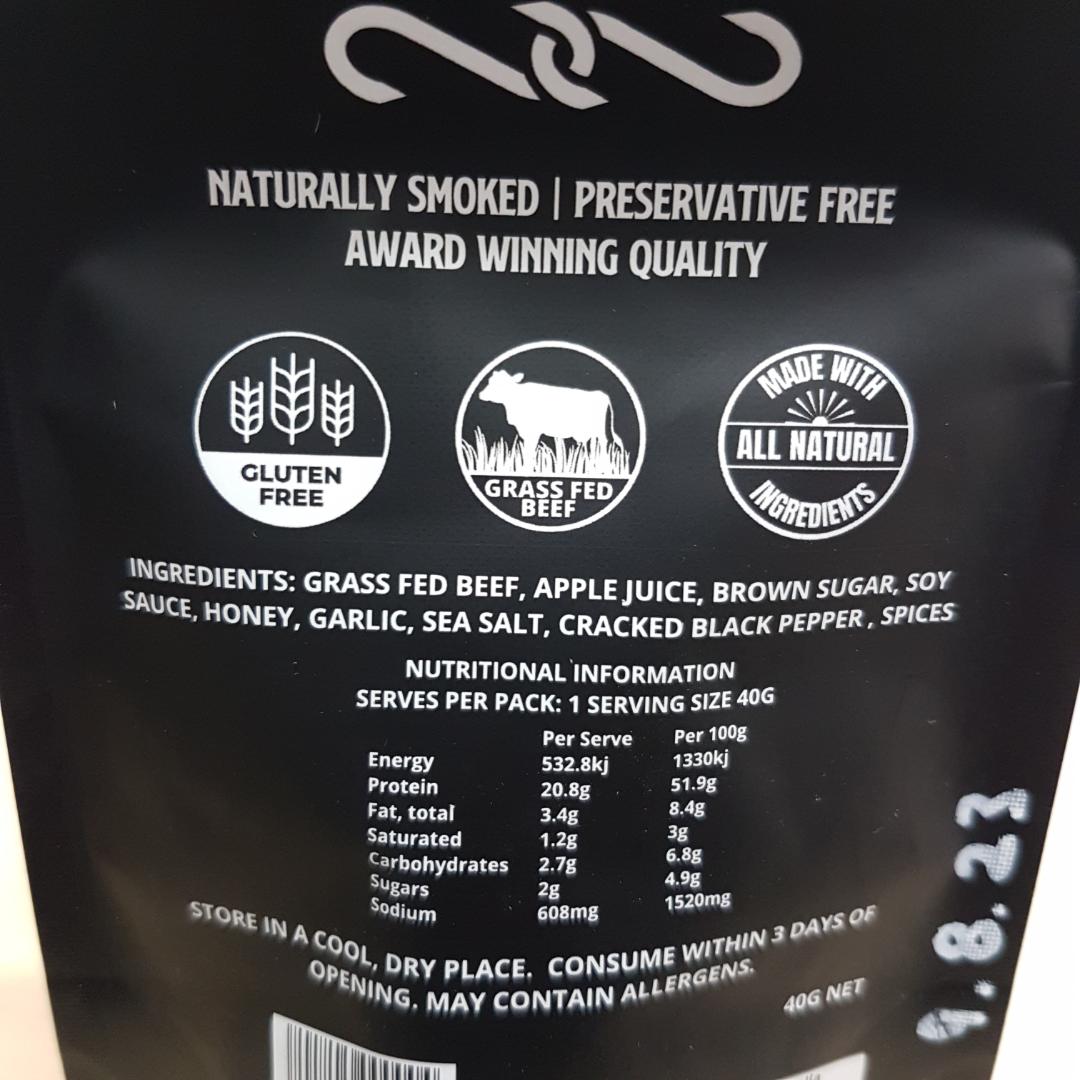 NATURALLY SMOKED | PRESERVATIVE FREE
AWARD WINNING QUALITY
GLUTEN
FREE
GRASS FED
BEEF
MADE WITH
ALL NATURAL
INGREDIENTS
INGREDIENTS: GRASS FED BEEF, APPLE JUICE, BROWN SUGAR, SOY
SAUCE, HONEY, GARLIC, SEA SALT, CRACKED BLACK PEPPER, SPICES
NUTRITIONAL INFORMATION
SERVES PER PACK: 1 SERVING SIZE 40G
Per Serve Per 100g
Energy 532.8kj 1330kj
Protein 20.8g 51.9g
Fat, total 3.4g 8.4g
Saturated 1.2g 3g
Carbohydrates 2.7g 6.8g
Sugars 2g 4.9g
Sodium 608mg 1520mg
STORE IN A COOL, DRY PLACE. CONSUME WITHIN 3 DAYS OF
OPENING. MAY CONTAIN ALLERGENS.
40G NET